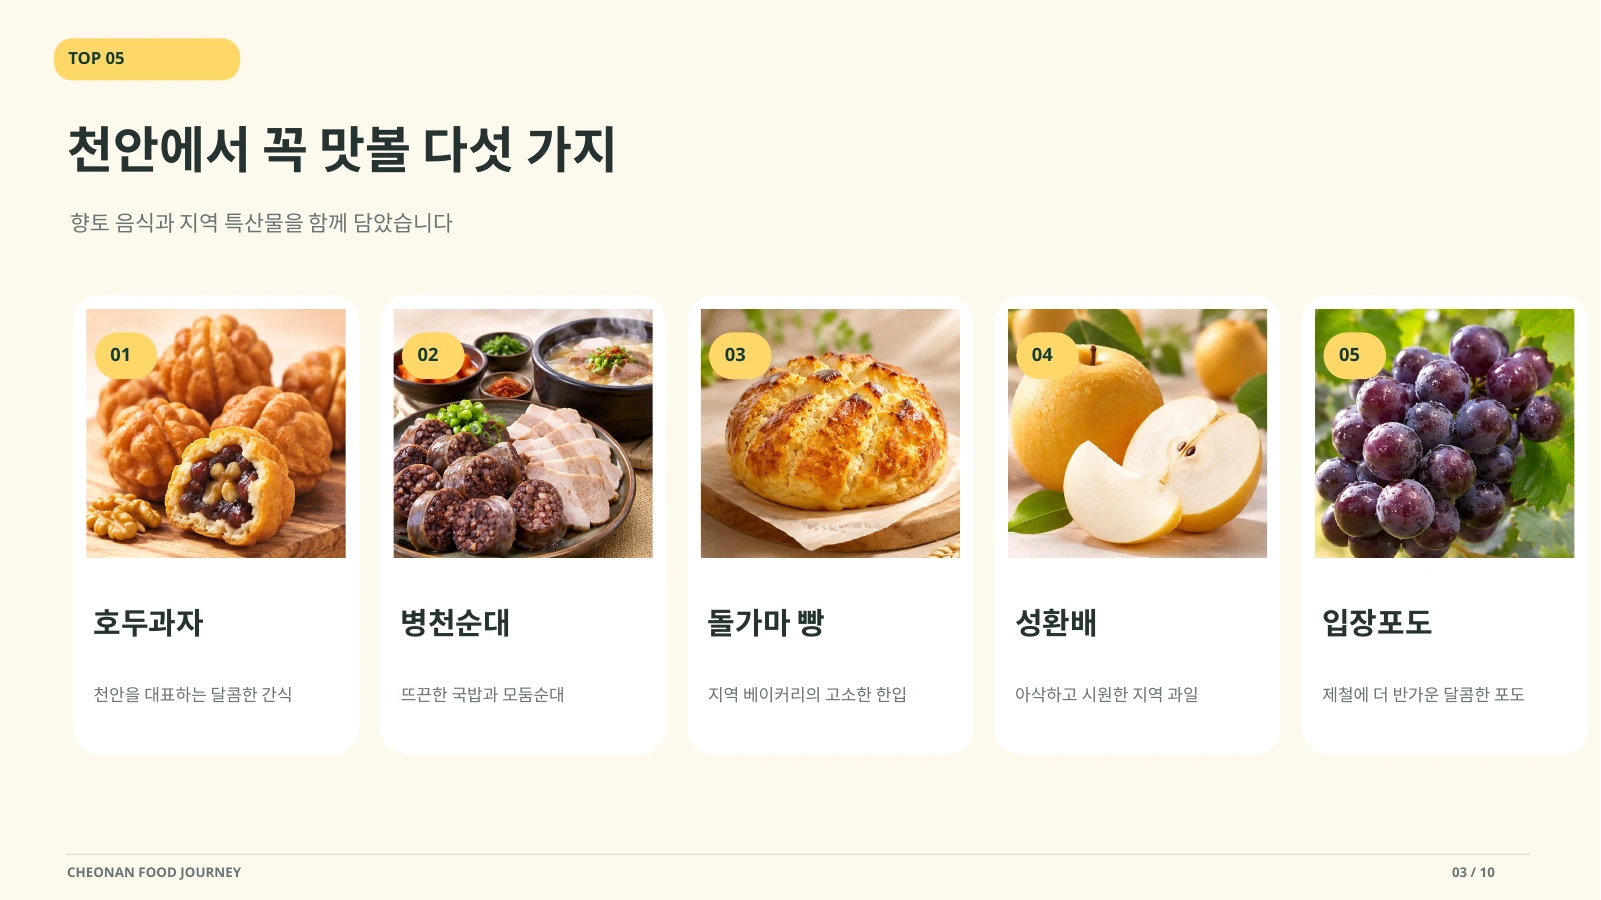 TOP 05
천안에서 꼭 맛볼 다섯 가지
향토 음식과 지역 특산물을 함께 담았습니다
01
호두과자
천안을 대표하는 달콤한 간식
02
병천순대
뜨끈한 국밥과 모둠순대
03
돌가마 빵
지역 베이커리의 고소한 한입
04
성환배
아삭하고 시원한 지역 과일
05
입장포도
제철에 더 반가운 달콤한 포도
CHEONAN FOOD JOURNEY
03 / 10